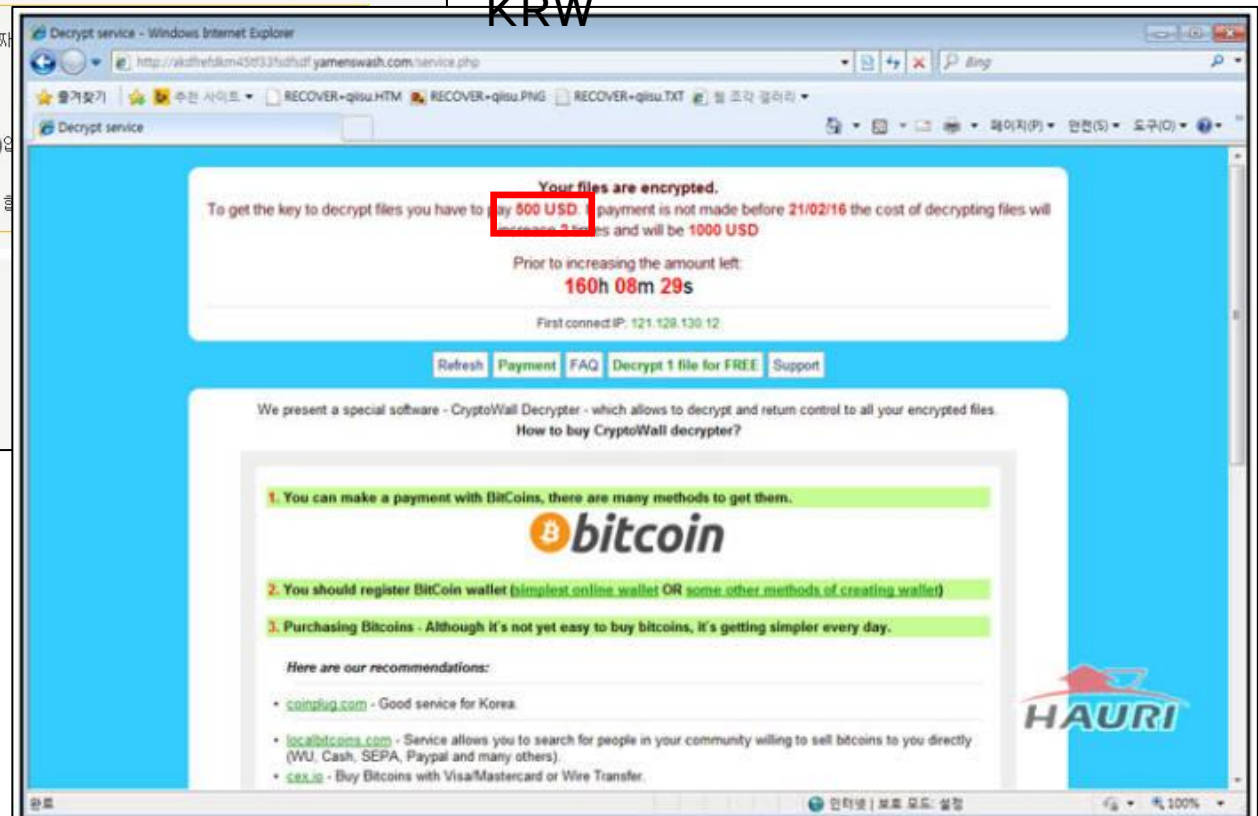 KRW
Decrypt service - Windows Internet Explorer
yamenswash.com/service.php
Bing
즐겨찾기 추천 사이트 RECOVER+qiisu.HTM RECOVER+qiisu.PNG RECOVER+qiisu.TXT 웹 조각 갤러리
Decrypt service
페이지(P) 안전(S) 도구(O)
Your files are encrypted.
To get the key to decrypt files you have to pay 500 USD. payment is not made before 21/02/16 the cost of decrypting files will
increase 2 times and will be 1000 USD
Prior to increasing the amount left:
160h 08m 29s
First connect IP: 121.128.130.12
Refresh Payment FAQ Decrypt 1 file for FREE Support
We present a special software - CryptoWall Decrypter - which allows to decrypt and return control to all your encrypted files.
How to buy CryptoWall decrypter?
1. You can make a payment with BitCoins, there are many methods to get them.
bitcoin
2. You should register BitCoin wallet (simplest online wallet OR some other methods of creating wallet)
3. Purchasing Bitcoins - Although it's not yet easy to buy bitcoins, it's getting simpler every day.
Here are our recommendations:
• coinplug.com - Good service for Korea.
• localbitcoins.com - Service allows you to search for people in your community willing to sell bitcoins to you directly
(WU, Cash, SEPA, Paypal and many others).
• cex.io - Buy Bitcoins with Visa/Mastercard or Wire Transfer.
HAURI
완료
인터넷 | 보호 모드: 설정
100%